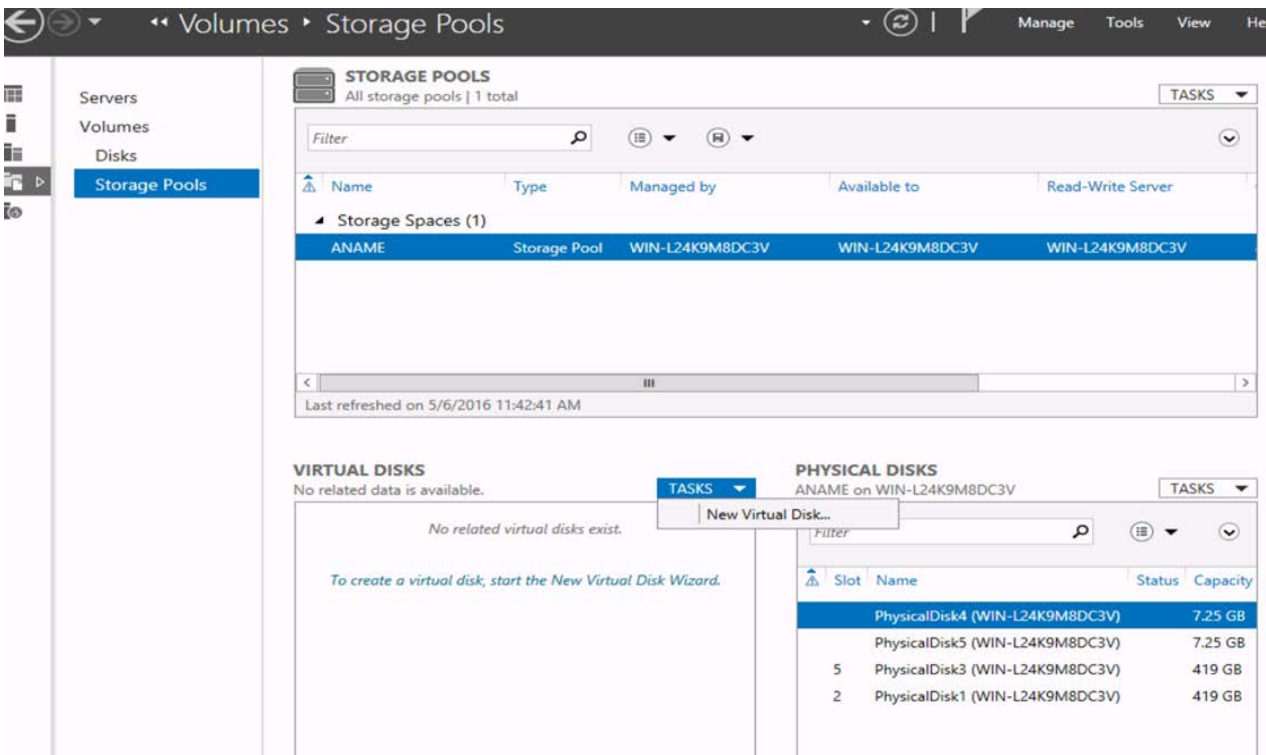 Volumes ▸ Storage Pools
Manage Tools View He
Servers
Volumes
Disks
Storage Pools
STORAGE POOLS
All storage pools | 1 total
TASKS
Filter
Name Type Managed by Available to Read-Write Server
Storage Spaces (1)
ANAME Storage Pool WIN-L24K9M8DC3V WIN-L24K9M8DC3V WIN-L24K9M8DC3V
Last refreshed on 5/6/2016 11:42:41 AM
VIRTUAL DISKS
No related data is available.
TASKS
New Virtual Disk...
No related virtual disks exist.
To create a virtual disk, start the New Virtual Disk Wizard.
PHYSICAL DISKS
ANAME on WIN-L24K9M8DC3V
TASKS
Filter
Slot Name Status Capacity
PhysicalDisk4 (WIN-L24K9M8DC3V) 7.25 GB
PhysicalDisk5 (WIN-L24K9M8DC3V) 7.25 GB
5 PhysicalDisk3 (WIN-L24K9M8DC3V) 419 GB
2 PhysicalDisk1 (WIN-L24K9M8DC3V) 419 GB